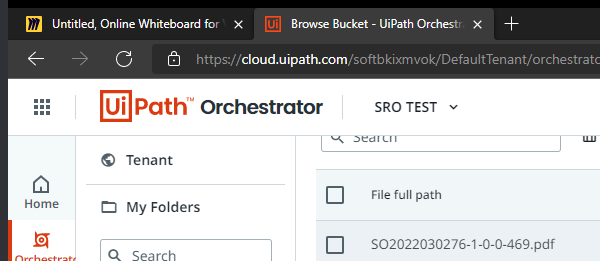 Untitled, Online Whiteboard for
Browse Bucket - UiPath Orchestr
https://cloud.uipath.com/softbkixmvok/DefaultTenant/orchestrato
UiPath™ Orchestrator
SRO TEST
Search
Tenant
File full path
Home
My Folders
SO2022030276-1-0-0-469.pdf
Orchestrato
Search